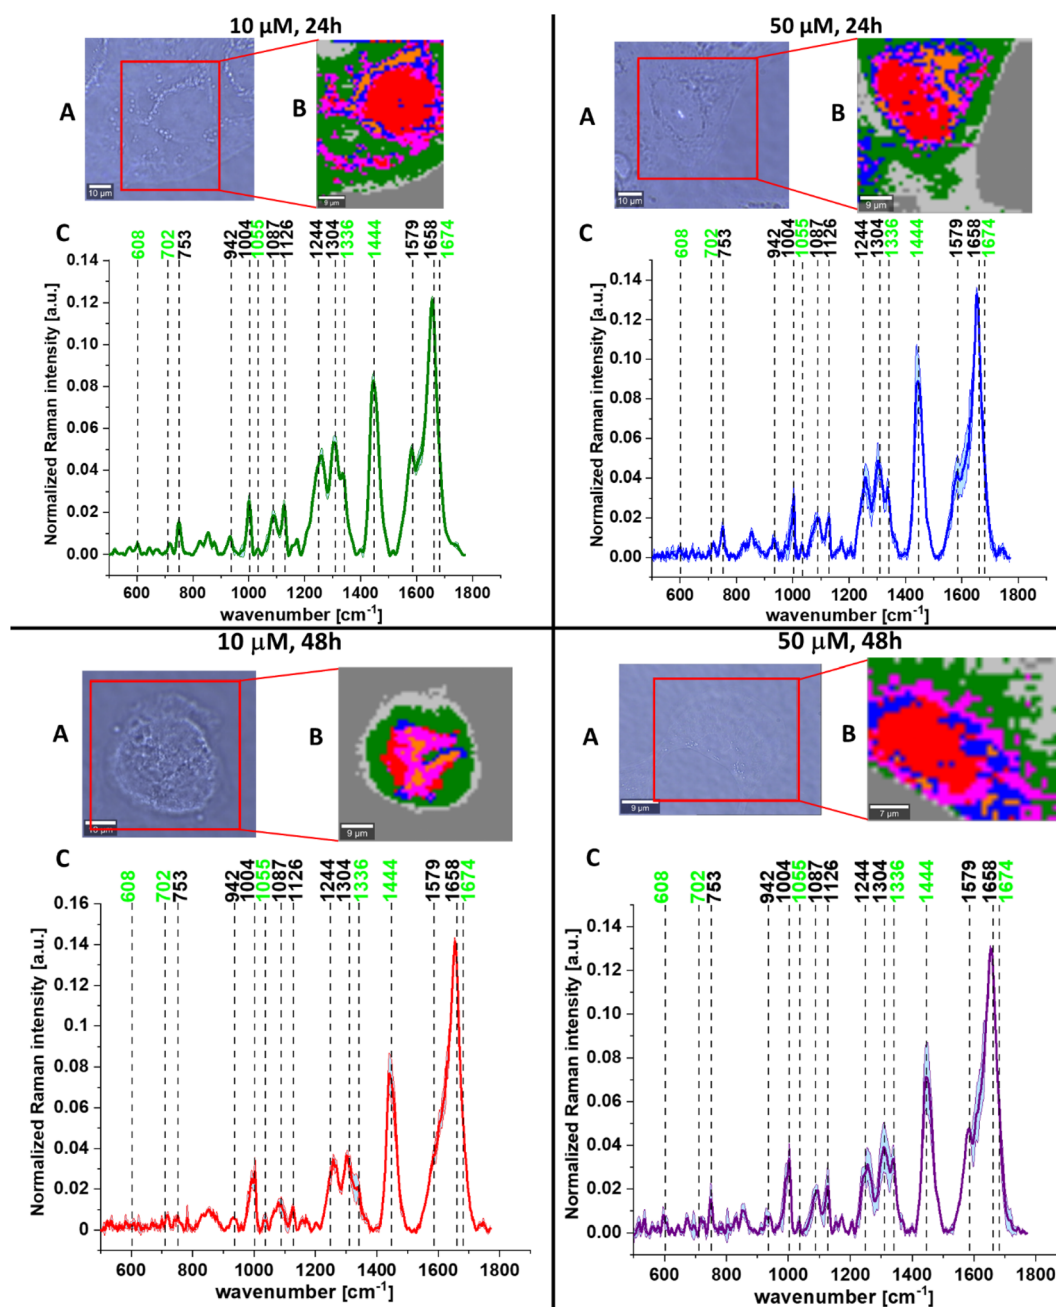 10 µM, 24h
A
10 µm
B
9 µm
C
608
702
753
942
1004
1055
1087
1126
1244
1304
1336
1444
1579
1658
1674
Normalized Raman intensity [a.u.]
0.14
0.12
0.10
0.08
0.06
0.04
0.02
0.00
600 800 1000 1200 1400 1600 1800
wavenumber [cm⁻¹]
50 µM, 24h
A
10 µm
B
9 µm
C
608
702
753
942
1004
1055
1087
1126
1244
1304
1336
1444
1579
1658
1674
Normalized Raman intensity [a.u.]
0.14
0.12
0.10
0.08
0.06
0.04
0.02
0.00
600 800 1000 1200 1400 1600 1800
wavenumber [cm⁻¹]
10 µM, 48h
A
10 µm
B
9 µm
C
608
702
753
942
1004
1055
1087
1126
1244
1304
1336
1444
1579
1658
1674
Normalized Raman intensity [a.u.]
0.16
0.14
0.12
0.1
0.08
0.06
0.04
0.02
0
600 800 1000 1200 1400 1600 1800
wavenumber [cm⁻¹]
50 µM, 48h
A
9 µm
B
7 µm
C
608
702
753
942
1004
1055
1087
1126
1244
1304
1336
1444
1579
1658
1674
Normalized Raman intensity [a.u.]
0.14
0.12
0.10
0.08
0.06
0.04
0.02
0.00
600 800 1000 1200 1400 1600 1800
wavenumber [cm⁻¹]